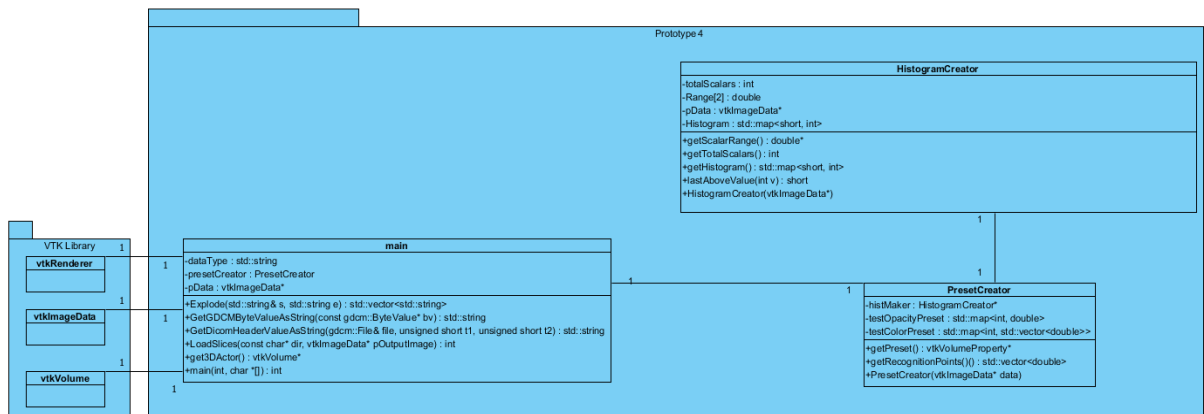 Prototype 4
HistogramCreator
-totalScalars : int
-Range[2] : double
-pData : vtkImageData*
-Histogram : std::map<short, int>
+getScalarRange() : double*
+getTotalScalars() : int
+getHistogram() : std::map<short, int>
+lastAboveValue(int v) : short
+HistogramCreator(vtkImageData*)
1
1
VTK Library
vtkRenderer
vtkImageData
vtkVolume
1
1
1
1
1
1
main
-dataType : std::string
-presetCreator : PresetCreator
-pData : vtkImageData*
+Explode(std::string& s, std::string e) : std::vector<std::string>
+GetGDCMByteValueAsString(const gdcm::ByteValue* bv) : std::string
+GetDicomHeaderValueAsString(gdcm::File& file, unsigned short t1, unsigned short t2) : std::string
+LoadSlices(const char* dir, vtkImageData* pOutputImage) : int
+get3DActor() : vtkVolume*
+main(int, char *[]) : int
1
1
PresetCreator
-histMaker : HistogramCreator*
-testOpacityPreset : std::map<int, double>
-testColorPreset : std::map<int, std::vector<double>>
+getPreset() : vtkVolumeProperty*
+getRecognitionPoints()() : std::vector<double>
+PresetCreator(vtkImageData* data)